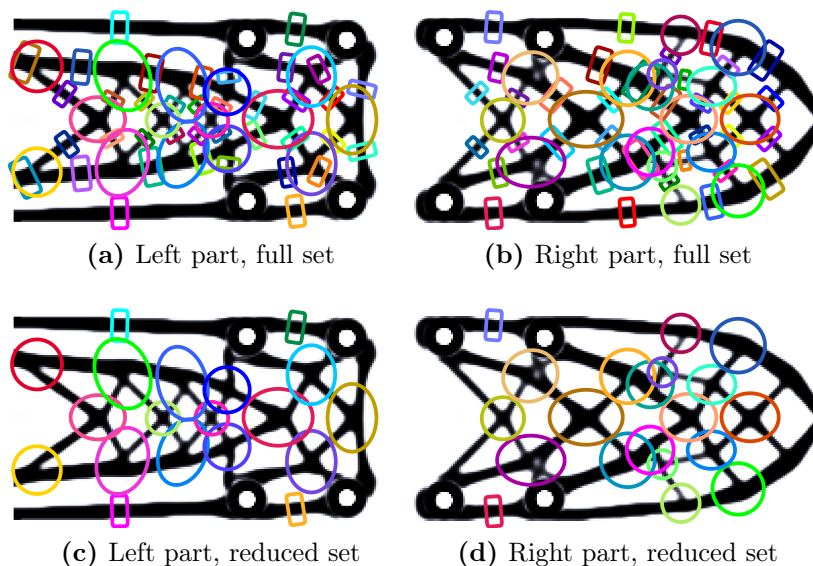 (a) Left part, full set
(b) Right part, full set
(c) Left part, reduced set
(d) Right part, reduced set